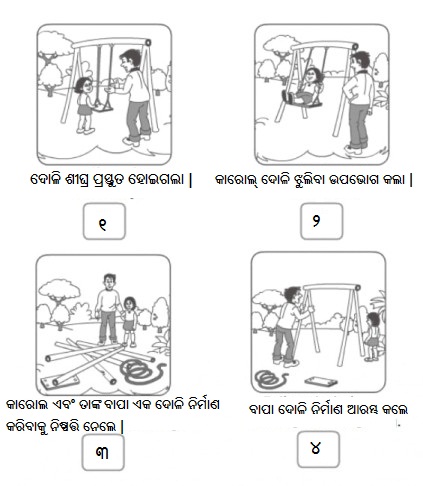 ଦୋଳି ଶୀଘ୍ର ପ୍ରସ୍ତୁତ ହୋଇଗଲା |
କାରୋଲ୍ ଦୋଳି ଝୁଲିବା ଉପଭୋଗ କଲା |
୧
୨
କାରୋଲ ଏବଂ ତାଙ୍କ ବାପା ଏକ ଦୋଳି ନିର୍ମାଣ
କରିବାକୁ ନିଷ୍ପତ୍ତି ନେଲେ |
ବାପା ଦୋଳି ନିର୍ମାଣ ଆରମ୍ଭ କଲେ
୩
୪